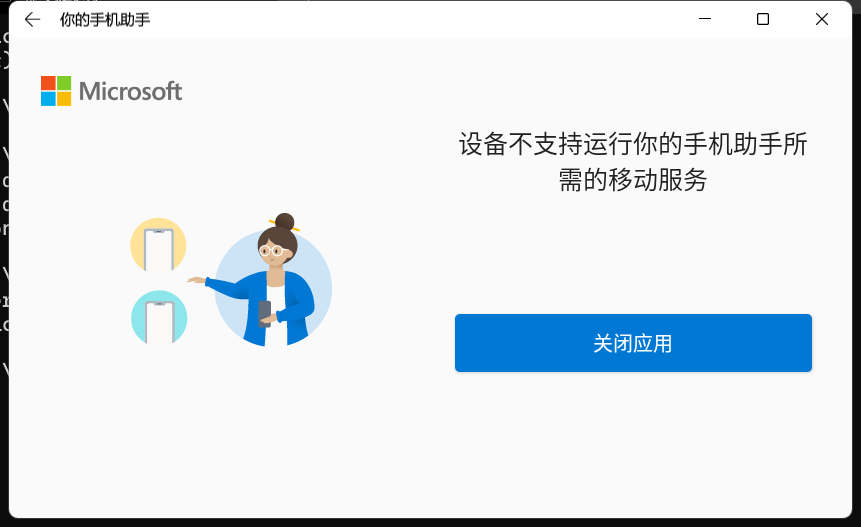 你的手机助手
Microsoft
设备不支持运行你的手机助手所
需的移动服务
关闭应用